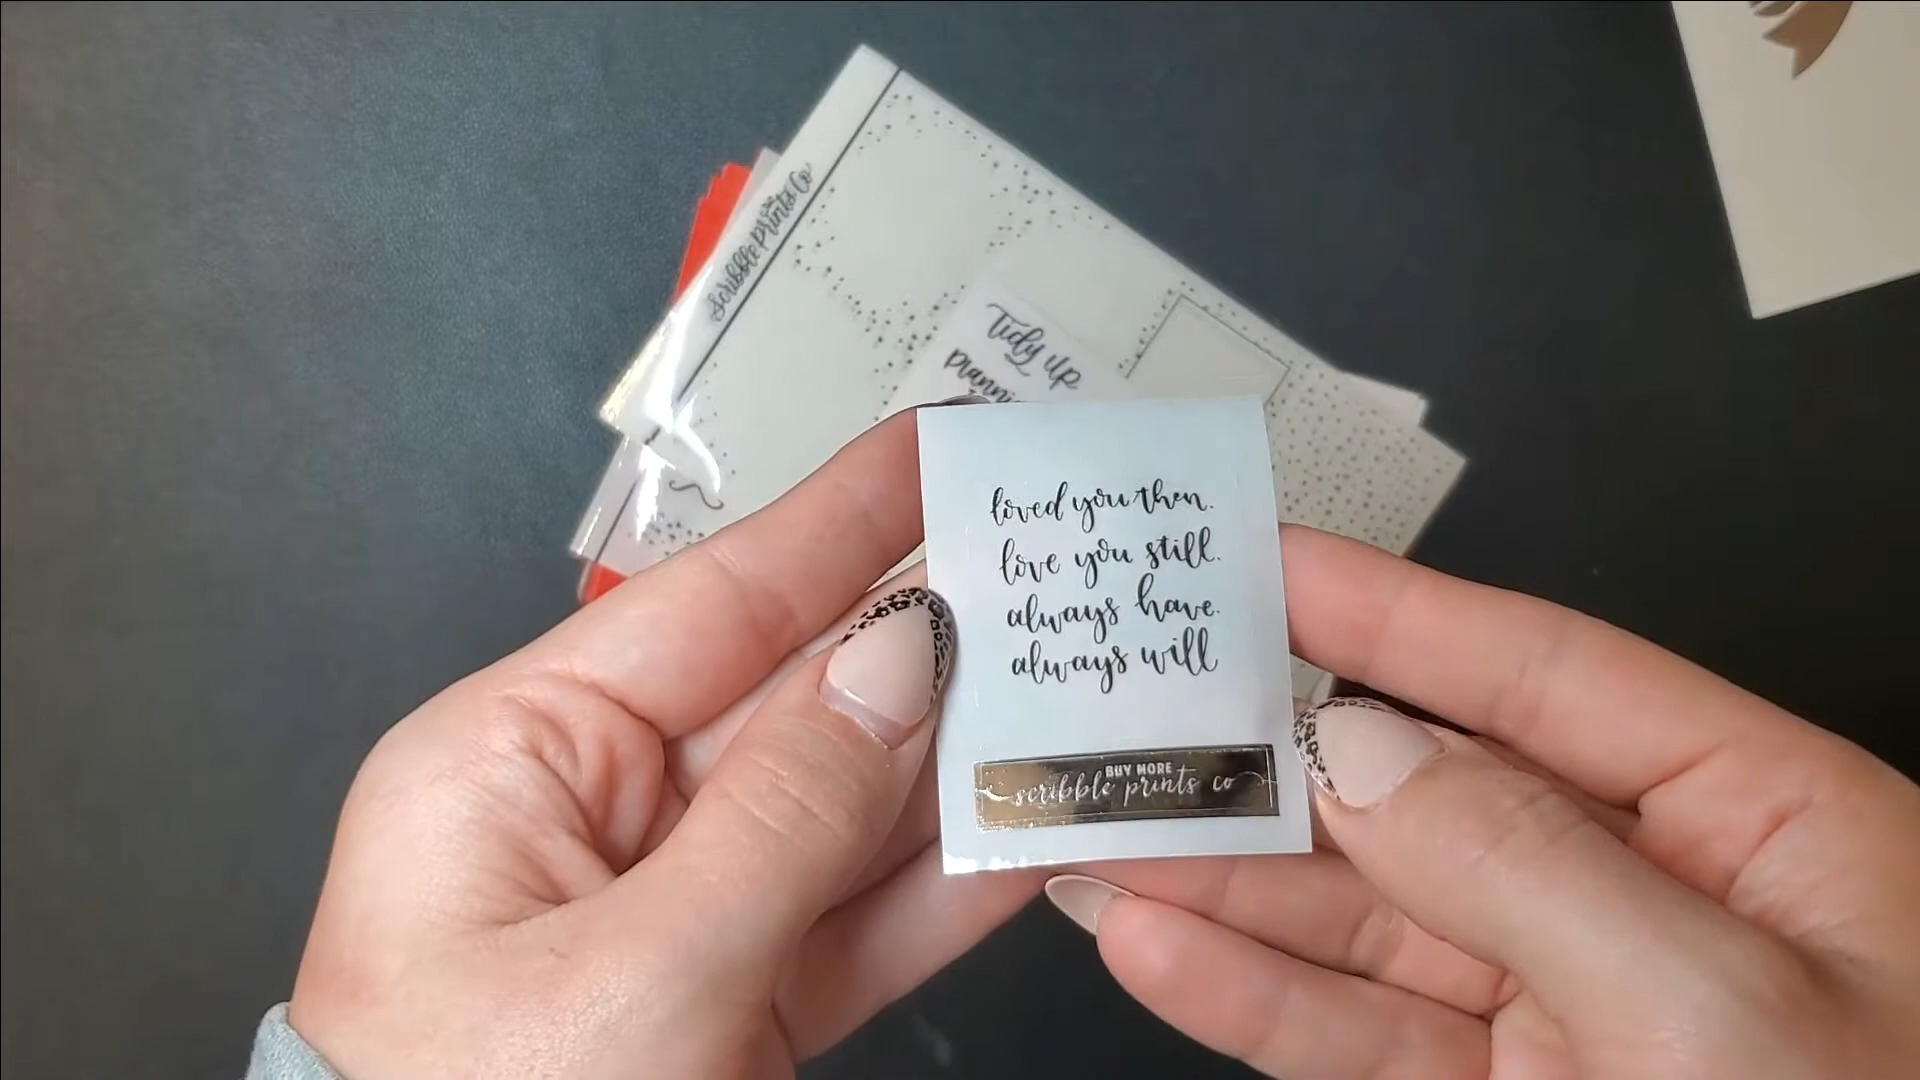 scribble prints co
Tidy up
loved you then.
love you still.
always have.
always will
BUY MORE
scribble prints co